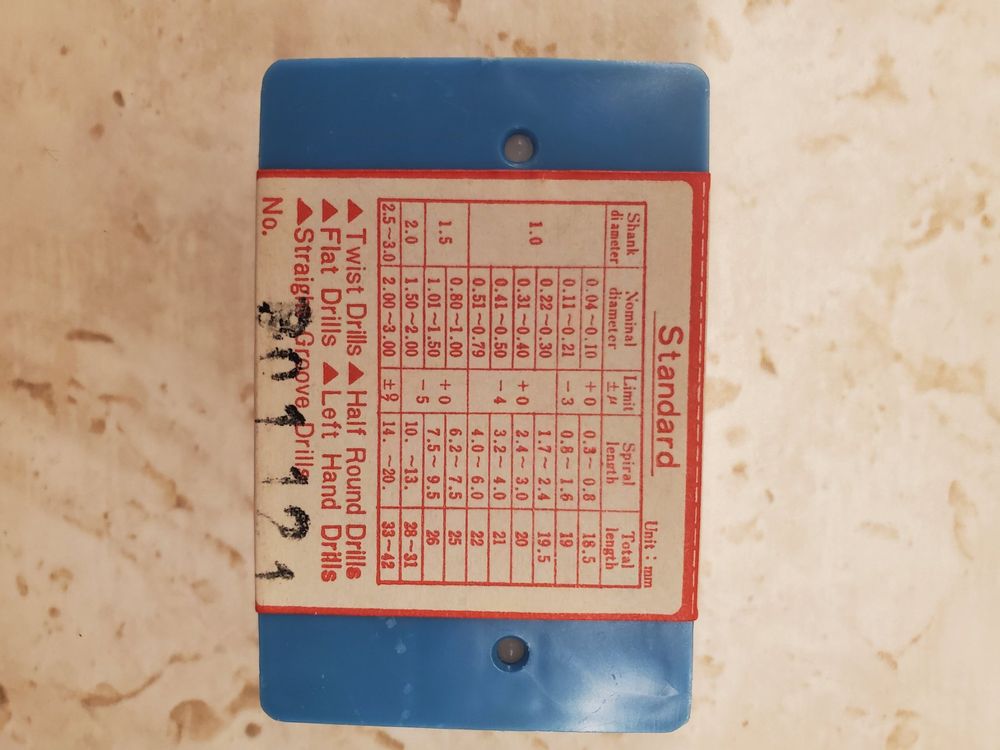 Standard
Unit : mm
Shank diameter Nominal diameter Limit ±μ Spiral length Total length
0.04~0.10 +0 0.3~0.8 18.5
0.11~0.21 -3 0.8~1.6 19
1.0 0.22~0.30 1.7~2.4 19.5
0.31~0.40 +0 2.4~3.0 20
0.41~0.50 -4 3.2~4.0 21
0.51~0.79 4.0~6.0 22
1.5 0.80~1.00 +0 6.2~7.5 25
1.01~1.50 -5 7.5~9.5 26
2.0 1.50~2.00 10.~13. 28~31
2.5~3.0 2.00~3.00 ±9 14.~20. 33~42
▲Twist Drills ▲Half Round Drills
▲Flat Drills ▲Left Hand Drills
▲Straight Groove Drills
No.